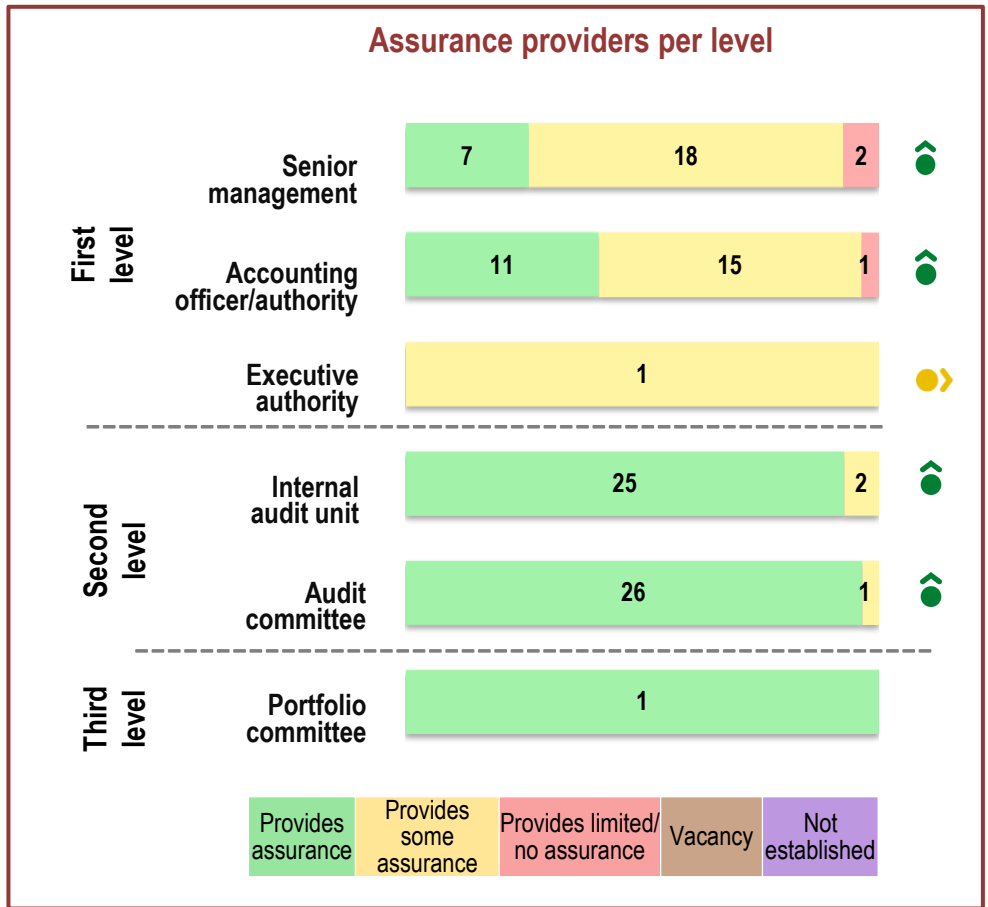 Assurance providers per level
First
level
Senior
management
7 18 2
Accounting
officer/authority
11 15 1
Executive
authority
1
Second
level
Internal
audit unit
25 2
Audit
committee
26 1
Third
level
Portfolio
committee
1
Provides
assurance
Provides
some
assurance
Provides limited/
no assurance
Vacancy
Not
established